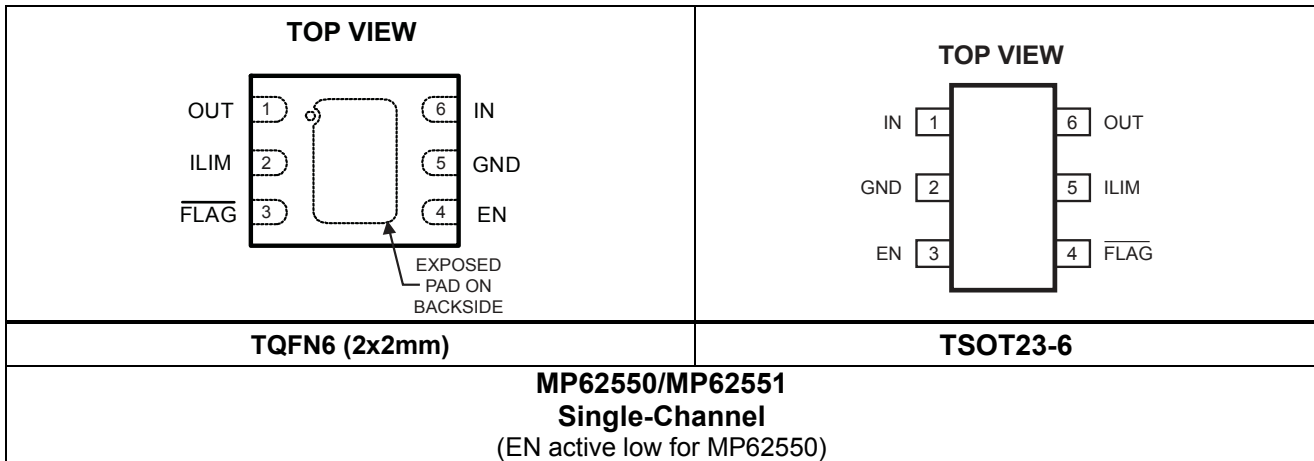 TOP VIEW
OUT 1
6 IN
ILIM 2
5 GND
FLAG 3
4 EN
EXPOSED
PAD ON
BACKSIDE
TOP VIEW
IN 1
6 OUT
GND 2
5 ILIM
EN 3
4 FLAG
TQFN6 (2x2mm)
TSOT23-6
MP62550/MP62551
Single-Channel
(EN active low for MP62550)